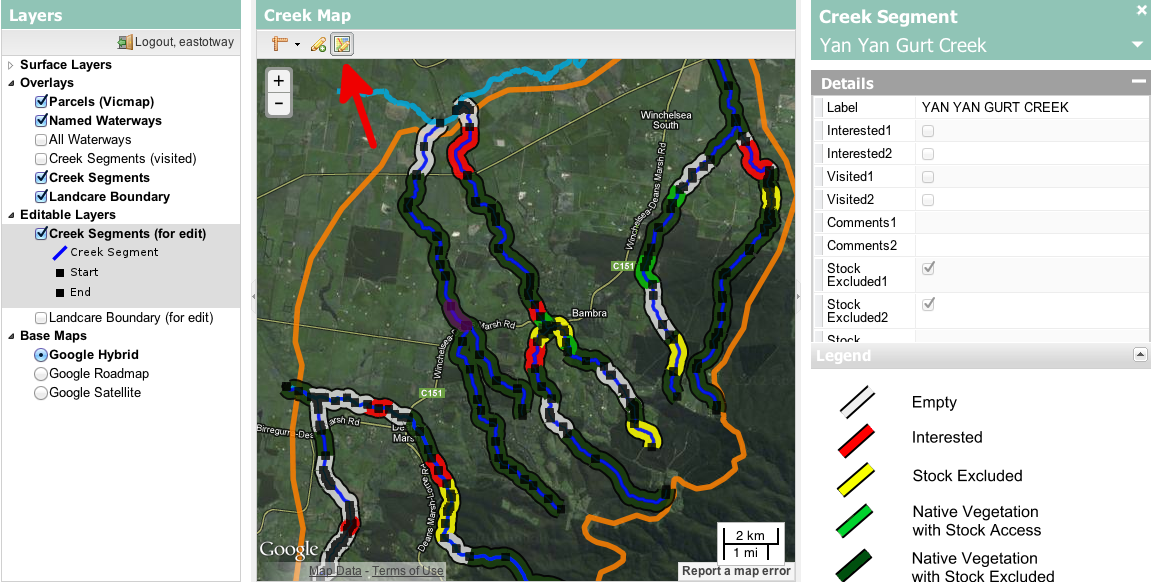 Layers
Logout, eastotway
Surface Layers
Overlays
Parcels (Vicmap)
Named Waterways
All Waterways
Creek Segments (visited)
Creek Segments
Landcare Boundary
Editable Layers
Creek Segments (for edit)
Creek Segment
Start
End
Landcare Boundary (for edit)
Base Maps
Google Hybrid
Google Roadmap
Google Satellite
Creek Map
+
−
Winchelsea
South
Winchelsea-Deans Marsh Rd
C151
Bambra
Marsh Rd
Winchelsea-
C151
Birregurra-Des
arsh Rd
De
Mars
Deans Marsh-Lorne Rd
Google
Map Data - Terms of Use
2 km
1 mi
Report a map error
Creek Segment
Yan Yan Gurt Creek
Details
Label YAN YAN GURT CREEK
Interested1
Interested2
Visited1
Visited2
Comments1
Comments2
Stock
Excluded1
Stock
Excluded2
Stock
Legend
Empty
Interested
Stock Excluded
Native Vegetation
with Stock Access
Native Vegetation
with Stock Excluded